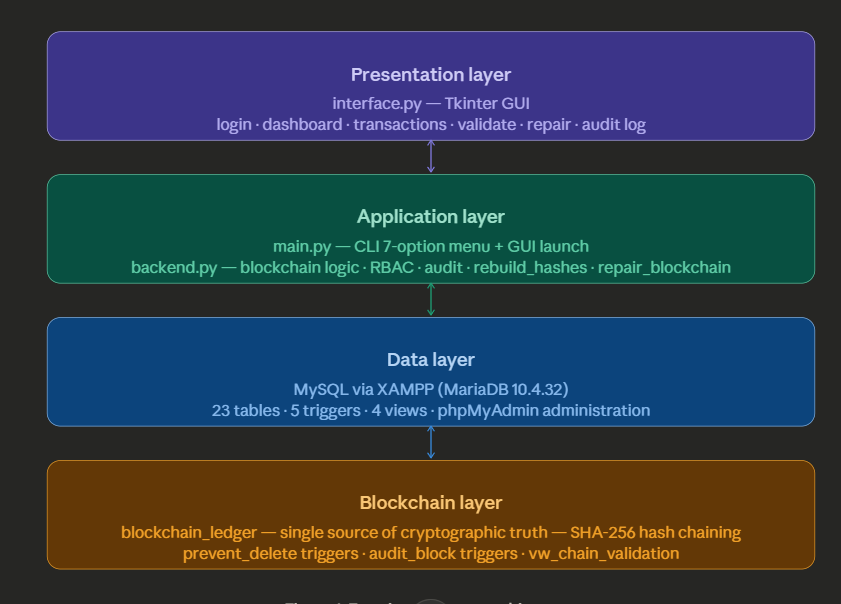 Presentation layer
interface.py — Tkinter GUI
login · dashboard · transactions · validate · repair · audit log
Application layer
main.py — CLI 7-option menu + GUI launch
backend.py — blockchain logic · RBAC · audit · rebuild_hashes · repair_blockchain
Data layer
MySQL via XAMPP (MariaDB 10.4.32)
23 tables · 5 triggers · 4 views · phpMyAdmin administration
Blockchain layer
blockchain_ledger — single source of cryptographic truth — SHA-256 hash chaining
prevent_delete triggers · audit_block triggers · vw_chain_validation